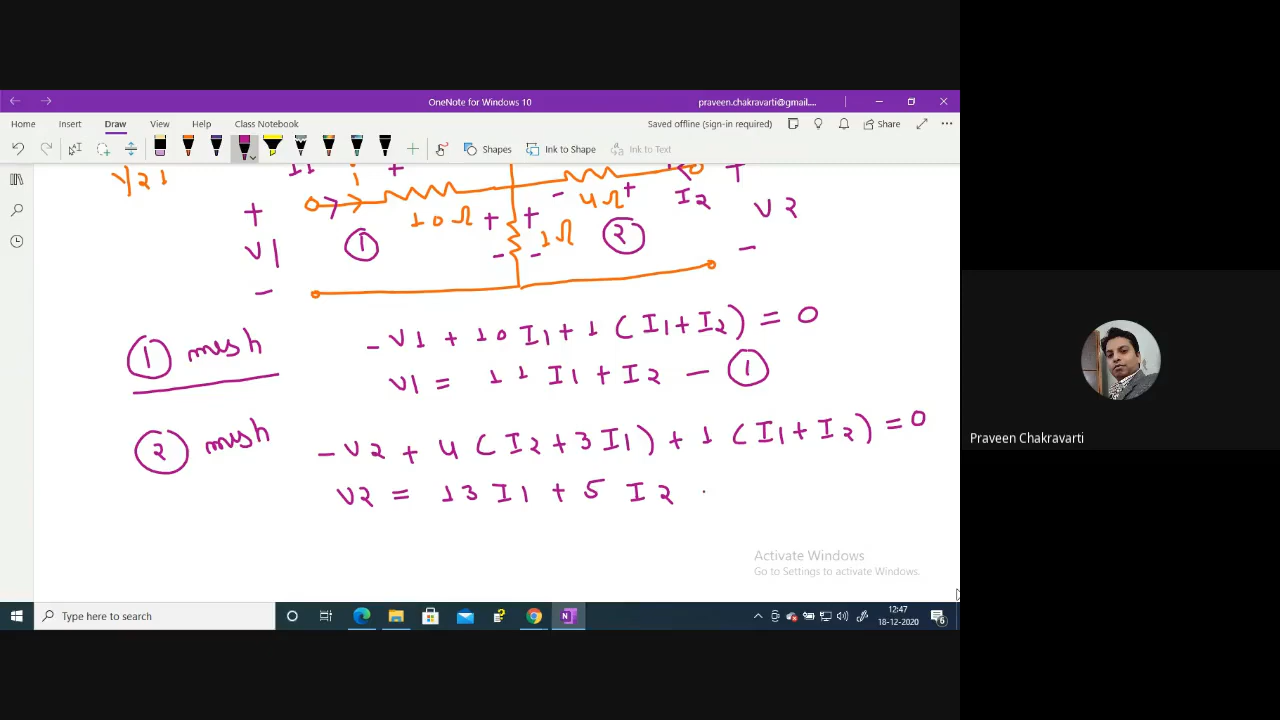 OneNote for Windows 10
praveen.chakravarti@gmail....
Home Insert Draw View Help Class Notebook
Saved offline (sign-in required)
Share
Shapes
Ink to Shape
Ink to Text
Y21
I1 i +
10 Ω
4Ω
1Ω
I2
+ V1 -
V2 -
1
2
1 mesh
-V1 + 10 I1 + 1 (I1+I2) = 0
V1 = 11 I1 + I2 - 1
2 mesh
-V2 + 4 (I2+3I1) + 1 (I1+I2) = 0
V2 = 13 I1 + 5 I2
Activate Windows
Go to Settings to activate Windows.
Type here to search
12:47
18-12-2020
6
Praveen Chakravarti